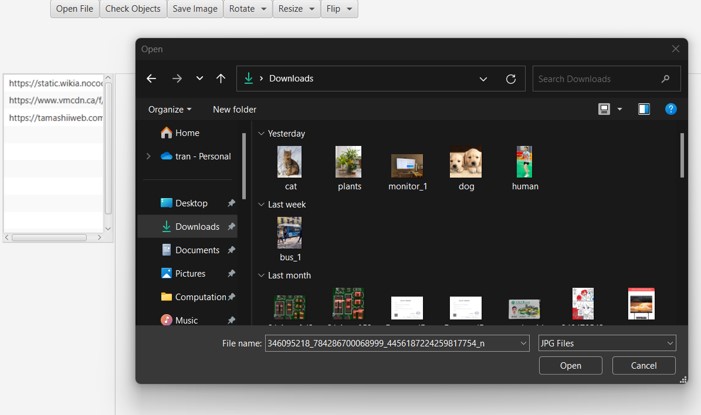 Open File Check Objects Save Image Rotate Resize Flip
Open
Downloads Search Downloads
https://static.wikia.nocoo
https://www.vmcdn.ca/f/
https://tamashiiweb.com
Organize New folder
Home
tran - Personal
Desktop
Downloads
Documents
Pictures
Computation
Music
Yesterday
cat plants monitor_1 dog human
Last week
bus_1
Last month
File name: 346095218_784286700068999_4456187224259817754_n JPG Files
Open Cancel